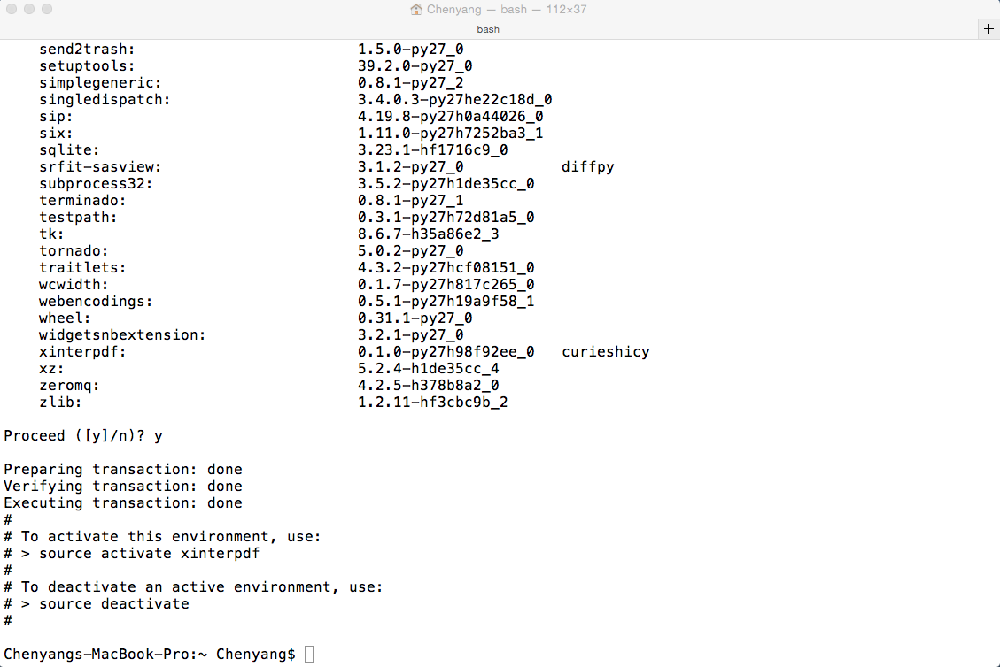 Chenyang — bash — 112×37
bash
+
send2trash: 1.5.0-py27_0
setuptools: 39.2.0-py27_0
simplegeneric: 0.8.1-py27_2
singledispatch: 3.4.0.3-py27he22c18d_0
sip: 4.19.8-py27h0a44026_0
six: 1.11.0-py27h7252ba3_1
sqlite: 3.23.1-hf1716c9_0
srfit-sasview: 3.1.2-py27_0 diffpy
subprocess32: 3.5.2-py27h1de35cc_0
terminado: 0.8.1-py27_1
testpath: 0.3.1-py27h72d81a5_0
tk: 8.6.7-h35a86e2_3
tornado: 5.0.2-py27_0
traitlets: 4.3.2-py27hcf08151_0
wcwidth: 0.1.7-py27h817c265_0
webencodings: 0.5.1-py27h19a9f58_1
wheel: 0.31.1-py27_0
widgetsnbextension: 3.2.1-py27_0
xinterpdf: 0.1.0-py27h98f92ee_0 curieshicy
xz: 5.2.4-h1de35cc_4
zeromq: 4.2.5-h378b8a2_0
zlib: 1.2.11-hf3cbc9b_2
Proceed ([y]/n)? y
Preparing transaction: done
Verifying transaction: done
Executing transaction: done
#
# To activate this environment, use:
# > source activate xinterpdf
#
# To deactivate an active environment, use:
# > source deactivate
#
Chenyangs-MacBook-Pro:~ Chenyang$